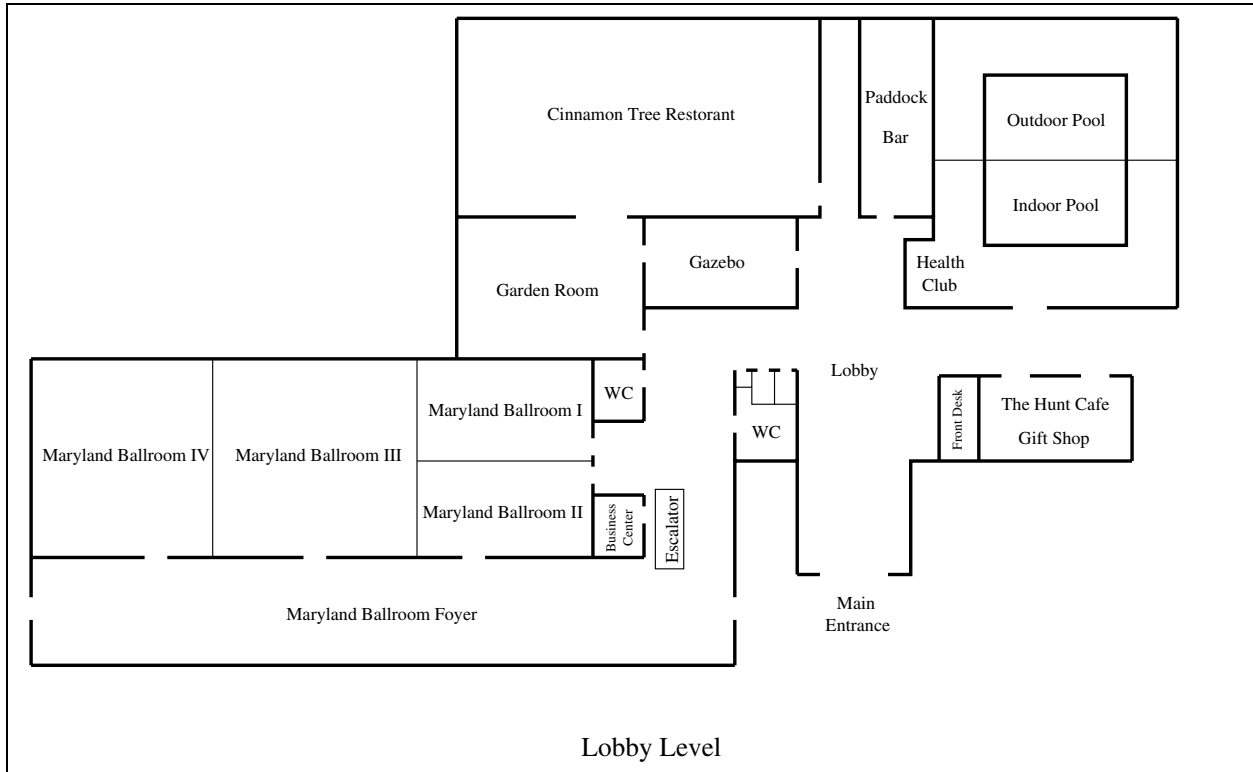 Cinnamon Tree Restorant
Paddock
Bar
Outdoor Pool
Indoor Pool
Gazebo
Health
Club
Garden Room
Lobby
WC
Maryland Ballroom I
The Hunt Cafe
Gift Shop
Front Desk
WC
Maryland Ballroom IV
Maryland Ballroom III
Maryland Ballroom II
Business
Center
Escalator
Maryland Ballroom Foyer
Main
Entrance
Lobby Level